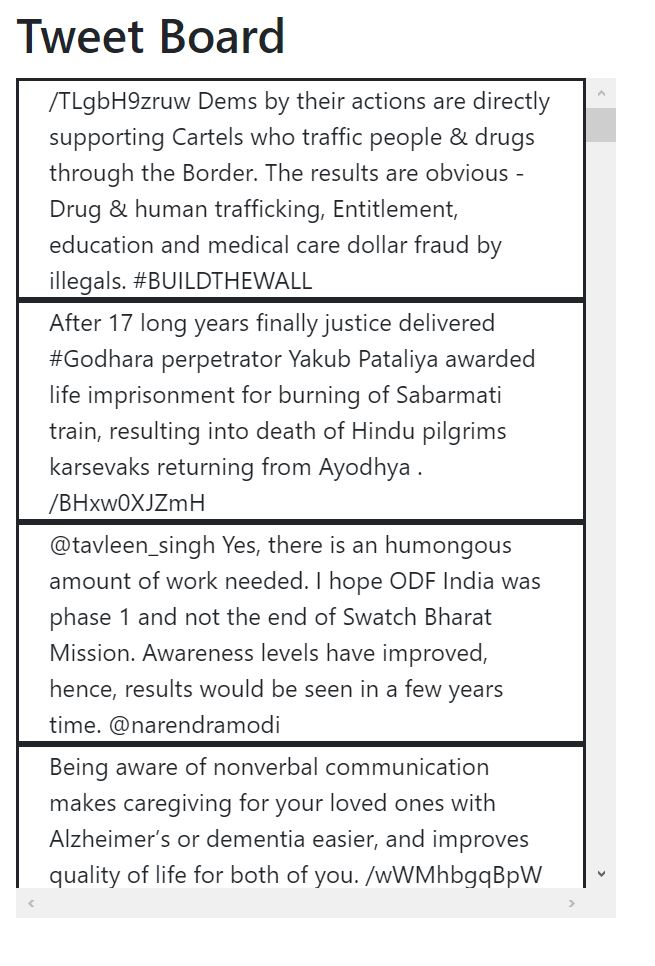 Tweet Board
/TLgbH9zruw Dems by their actions are directly
supporting Cartels who traffic people & drugs
through the Border. The results are obvious -
Drug & human trafficking, Entitlement,
education and medical care dollar fraud by
illegals. #BUILDTHEWALL
After 17 long years finally justice delivered
#Godhara perpetrator Yakub Pataliya awarded
life imprisonment for burning of Sabarmati
train, resulting into death of Hindu pilgrims
karsevaks returning from Ayodhya .
/BHxw0XJZmH
@tavleen_singh Yes, there is an humongous
amount of work needed. I hope ODF India was
phase 1 and not the end of Swatch Bharat
Mission. Awareness levels have improved,
hence, results would be seen in a few years
time. @narendramodi
Being aware of nonverbal communication
makes caregiving for your loved ones with
Alzheimer’s or dementia easier, and improves
quality of life for both of you. /wWMhbgqBpW